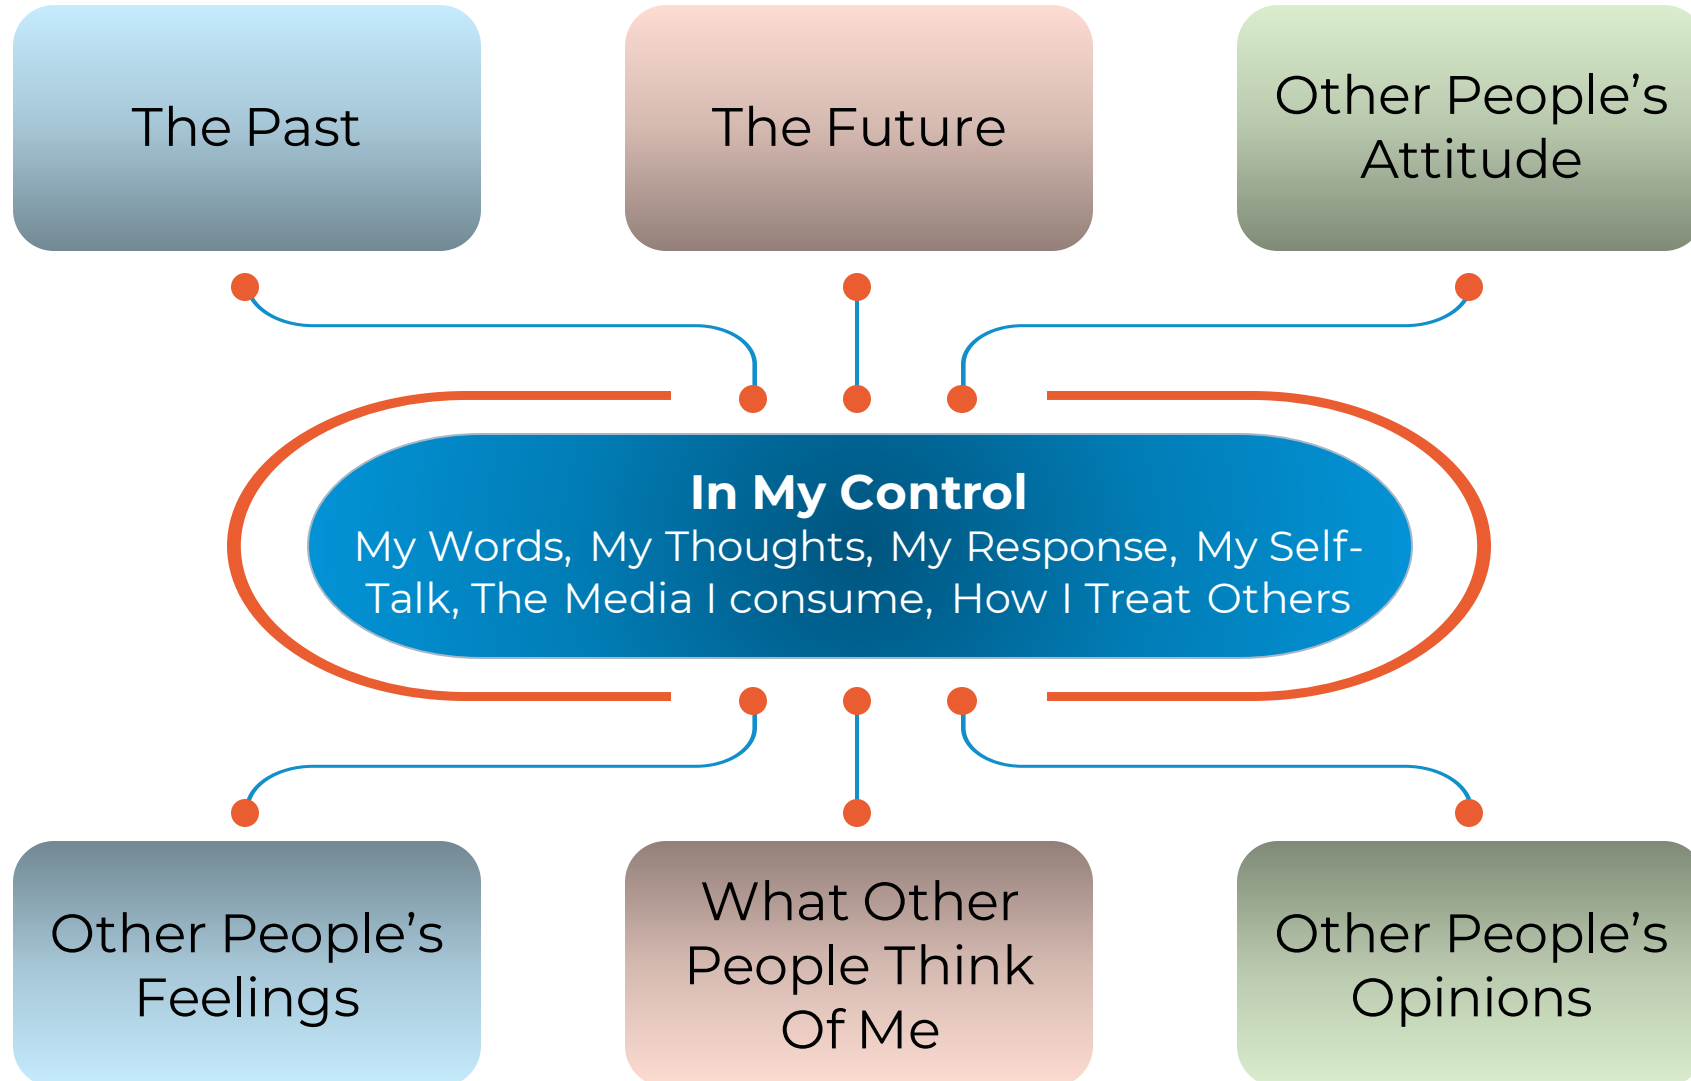 The Past
The Future
Other People’s
Attitude
In My Control
My Words, My Thoughts, My Response, My Self-
Talk, The Media I consume, How I Treat Others
Other People’s
Feelings
What Other
People Think
Of Me
Other People’s
Opinions